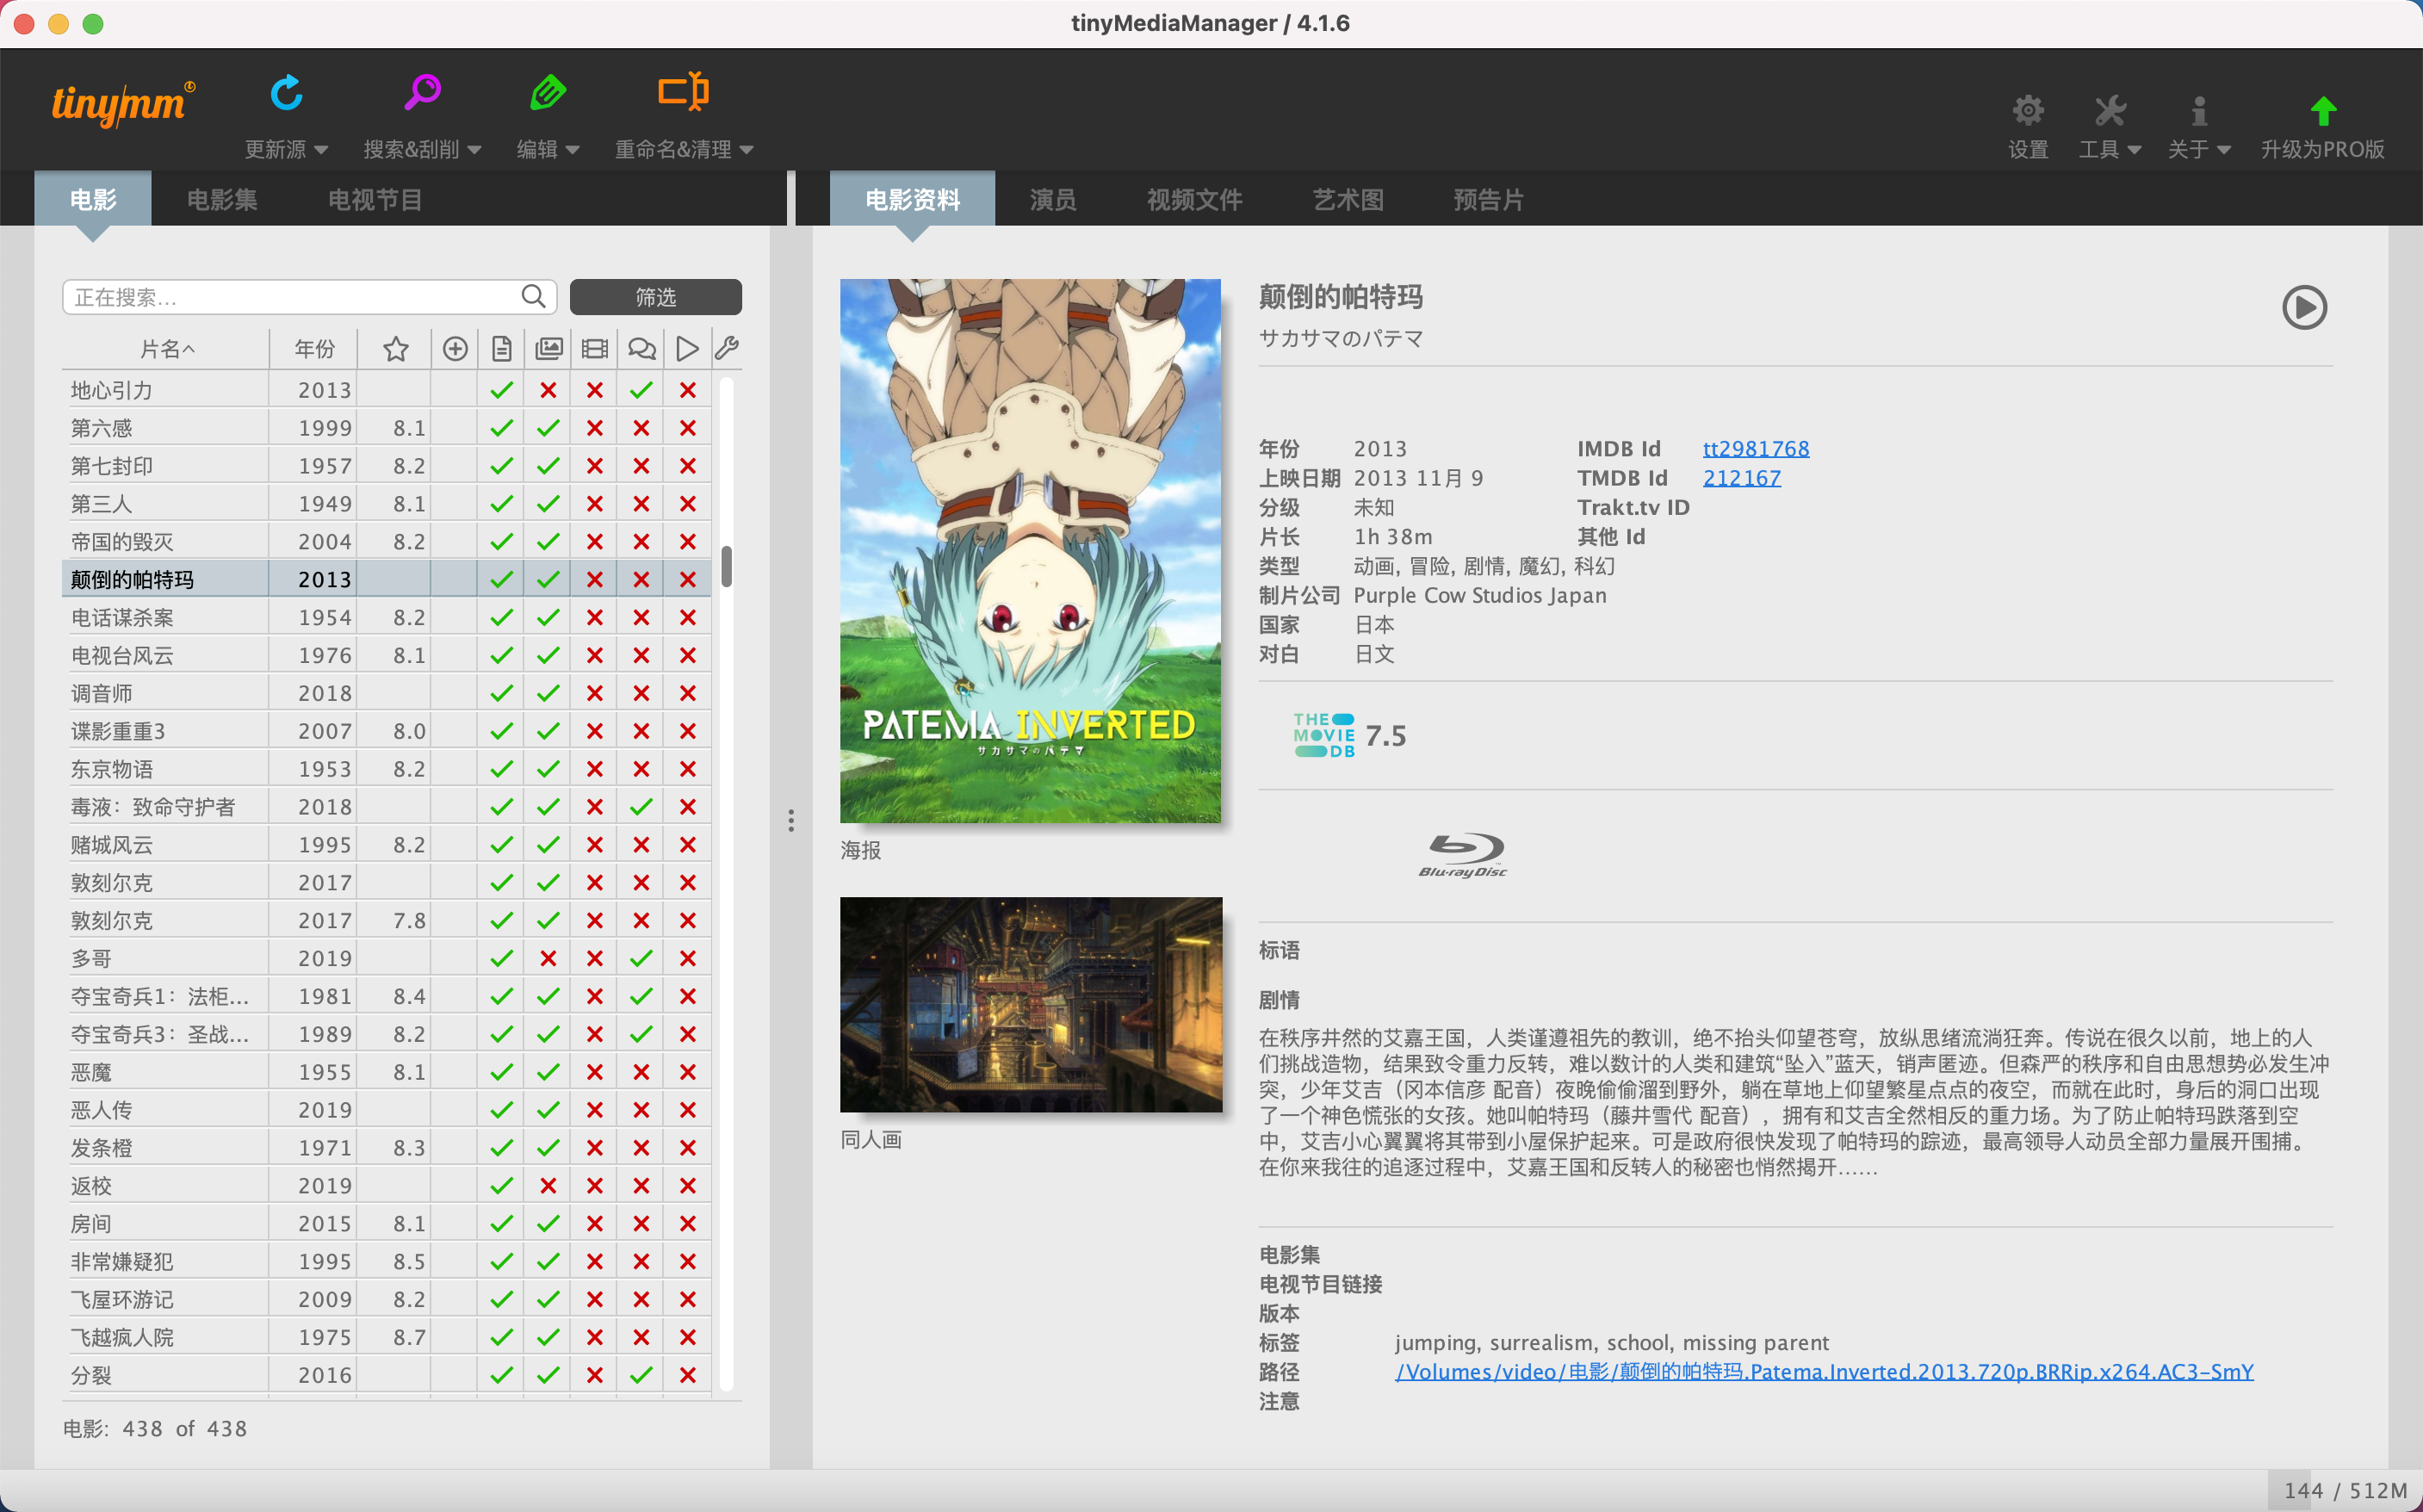 tinyMediaManager / 4.1.6
tinymm
更新源
搜索&刮削
编辑
重命名&清理
设置
工具
关于
升级为PRO版
电影
电影集
电视节目
电影资料
演员
视频文件
艺术图
预告片
正在搜索...
筛选
片名
年份
地心引力 2013
第六感 1999 8.1
第七封印 1957 8.2
第三人 1949 8.1
帝国的毁灭 2004 8.2
颠倒的帕特玛 2013
电话谋杀案 1954 8.2
电视台风云 1976 8.1
调音师 2018
谍影重重3 2007 8.0
东京物语 1953 8.2
毒液：致命守护者 2018
赌城风云 1995 8.2
敦刻尔克 2017
敦刻尔克 2017 7.8
多哥 2019
夺宝奇兵1：法柜... 1981 8.4
夺宝奇兵3：圣战... 1989 8.2
恶魔 1955 8.1
恶人传 2019
发条橙 1971 8.3
返校 2019
房间 2015 8.1
非常嫌疑犯 1995 8.5
飞屋环游记 2009 8.2
飞越疯人院 1975 8.7
分裂 2016
电影: 438 of 438
PATEMA INVERTED
サカサマのパテマ
海报
同人画
颠倒的帕特玛
サカサマのパテマ
年份 2013 IMDB Id tt2981768
上映日期 2013 11月 9 TMDB Id 212167
分级 未知 Trakt.tv ID
片长 1h 38m 其他 Id
类型 动画, 冒险, 剧情, 魔幻, 科幻
制片公司 Purple Cow Studios Japan
国家 日本
对白 日文
THE MOVIE DB 7.5
Blu-ray Disc
标语
剧情
在秩序井然的艾嘉王国，人类谨遵祖先的教训，绝不抬头仰望苍穹，放纵思绪流淌狂奔。传说在很久以前，地上的人
们挑战造物，结果致令重力反转，难以数计的人类和建筑“坠入”蓝天，销声匿迹。但森严的秩序和自由思想势必发生冲
突，少年艾吉（冈本信彦 配音）夜晚偷偷溜到野外，躺在草地上仰望繁星点点的夜空，而就在此时，身后的洞口出现
了一个神色慌张的女孩。她叫帕特玛（藤井雪代 配音），拥有和艾吉全然相反的重力场。为了防止帕特玛跌落到空
中，艾吉小心翼翼将其带到小屋保护起来。可是政府很快发现了帕特玛的踪迹，最高领导人动员全部力量展开围捕。
在你来我往的追逐过程中，艾嘉王国和反转人的秘密也悄然揭开……
电影集
电视节目链接
版本
标签 jumping, surrealism, school, missing parent
路径 /Volumes/video/电影/颠倒的帕特玛.Patema.Inverted.2013.720p.BRRip.x264.AC3-SmY
注意
144 / 512M